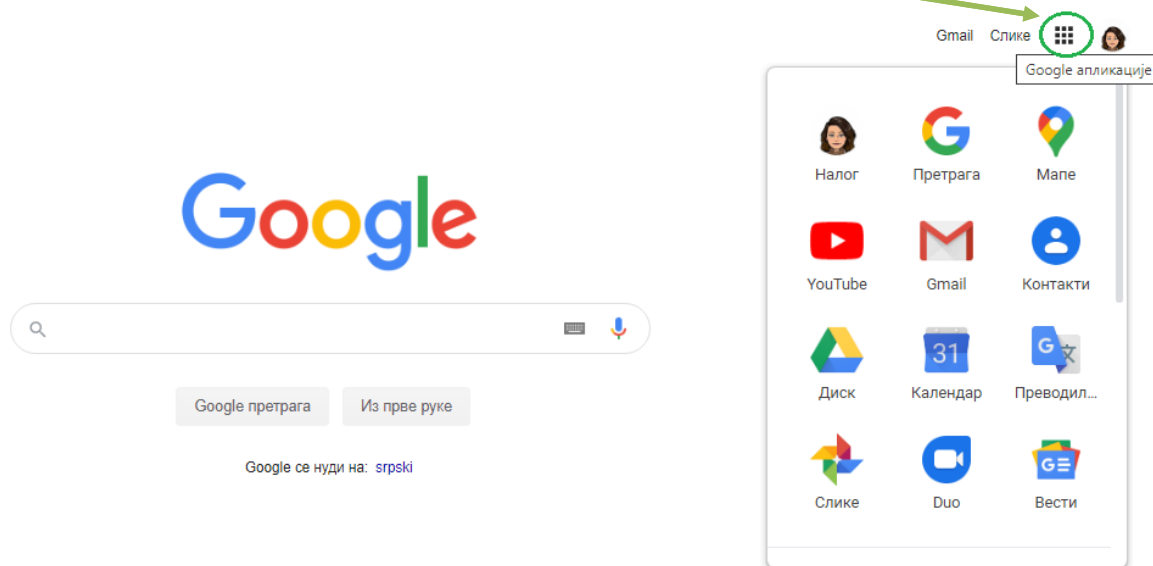 Gmail Слике
Google апликације
Google
Google претрага Из прве руке
Google се нуди на: srpski
Налог Претрага Мапе
YouTube Gmail Контакти
31 G 文
Диск Календар Преводил...
G
Слике Duo Вести